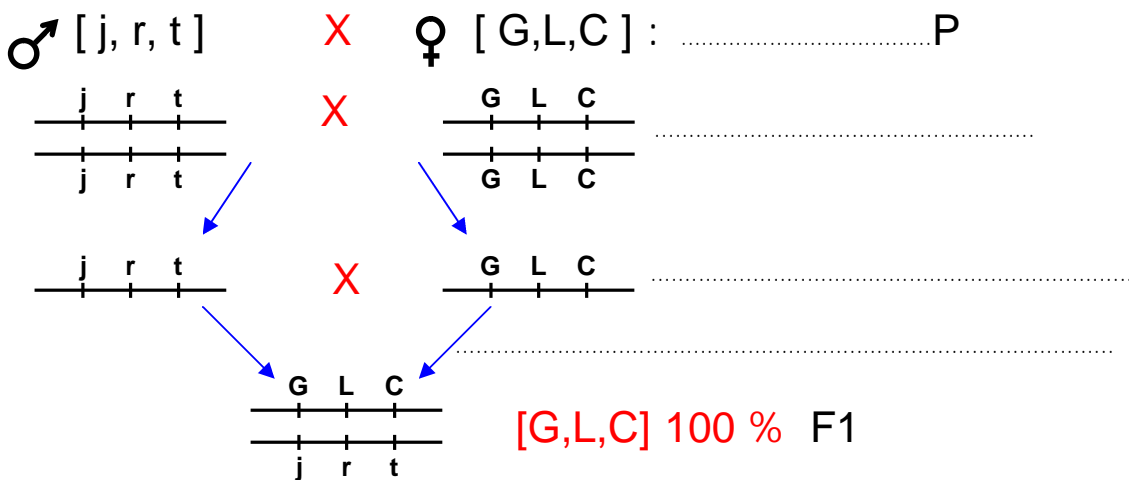 ♂ [ j, r, t ] X ♀ [ G,L,C ] : ..............................P
j r t X G L C ..............................
j r t G L C
j r t X G L C ..............................
..............................
G L C
[G,L,C] 100 % F1
j r t